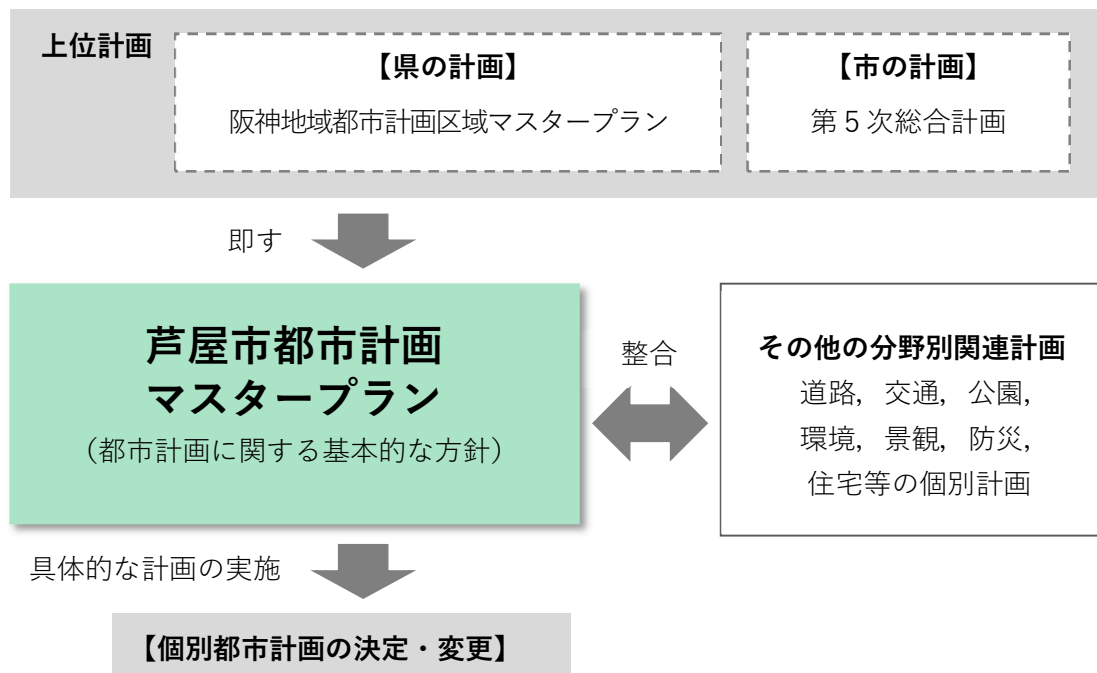 上位計画
【県の計画】
阪神地域都市計画区域マスタープラン
【市の計画】
第5次総合計画
即す
芦屋市都市計画
マスタープラン
（都市計画に関する基本的な方針）
整合
その他の分野別関連計画
道路，交通，公園，
環境，景観，防災，
住宅等の個別計画
具体的な計画の実施
【個別都市計画の決定・変更】